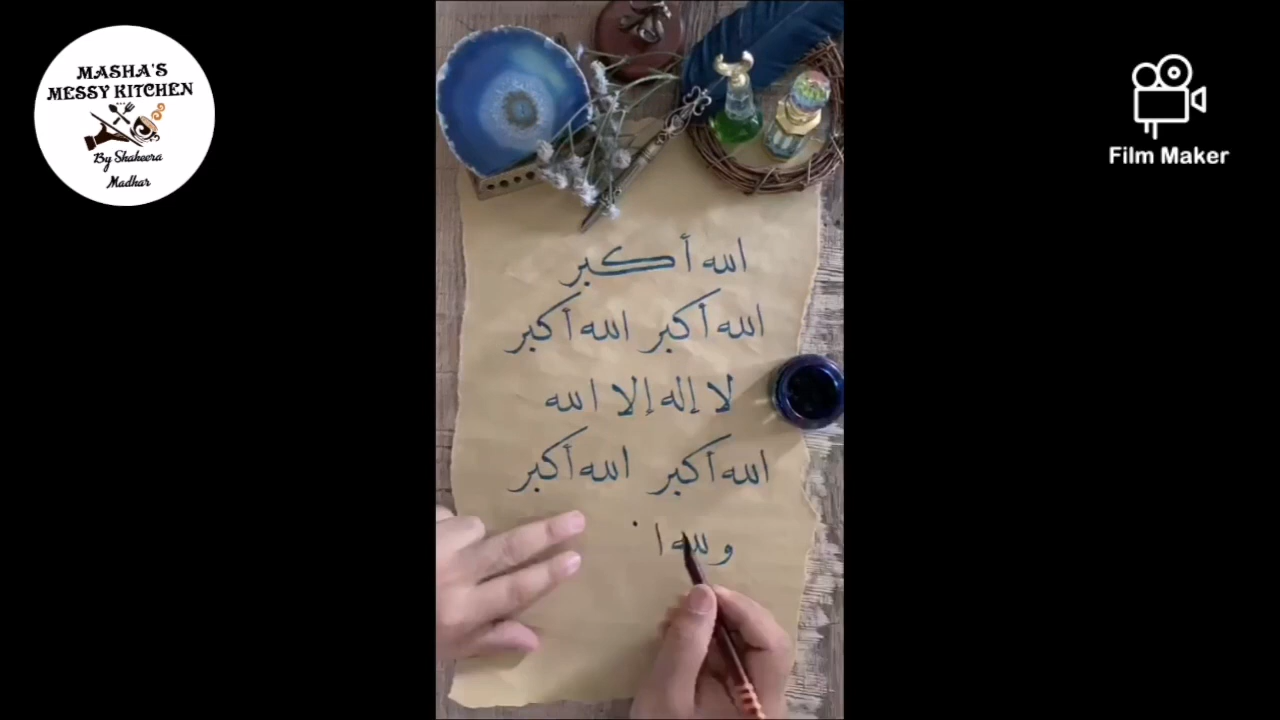 MASHA'S
MESSY KITCHEN
By Shakeera
Madhar
Film Maker
الله أكبر
الله أكبر الله أكبر
لا إله إلا الله
الله أكبر الله أكبر
ولله ا